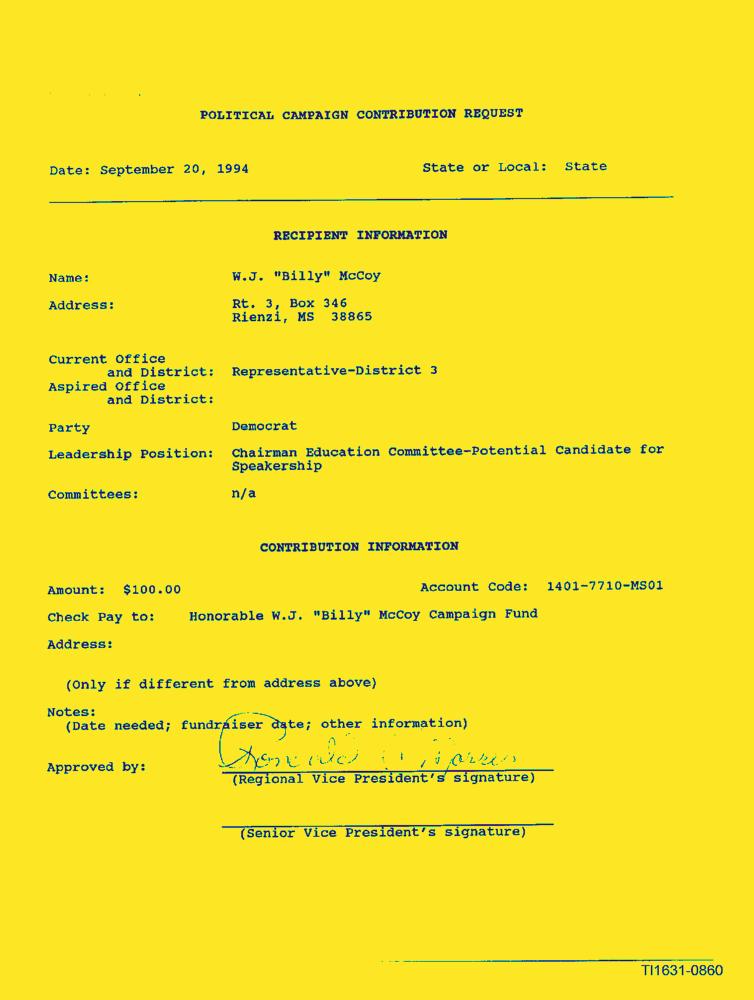 POLITICAL CAMPAIGN CONTRIBUTION REQUEST
Date: September 20, 1994 State or Local: State
RECIPIENT INFORMATION
Name: W.J. "Billy" McCoy
Address: Rt. 3, Box 346
Rienzi, MS 38865
Current Office
and District: Representative-District 3
Aspired Office
and District:
Party Democrat
Leadership Position: Chairman Education Committee-Potential Candidate for
Speakership
Committees: n/a
CONTRIBUTION INFORMATION
Amount: $100.00 Account Code: 1401-7710-MS01
Check Pay to: Honorable W.J. "Billy" McCoy Campaign Fund
Address:
(Only if different from address above)
Notes:
(Date needed; fundraiser date; other information)
Approved by:
(Regional Vice President's signature)
(Senior Vice President's signature)
TI1631-0860